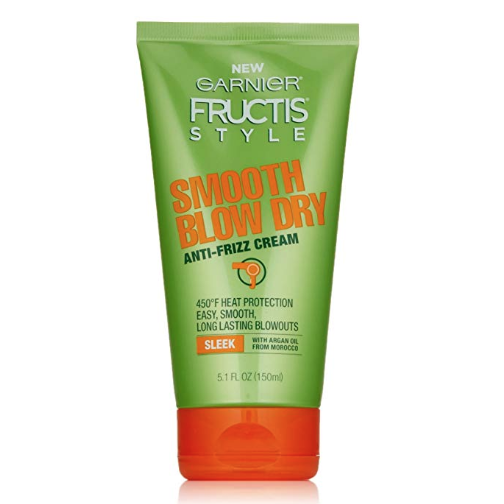 NEW
GARNIER
FRUCTIS
STYLE
SMOOTH
BLOW DRY
ANTI-FRIZZ CREAM
450°F HEAT PROTECTION
EASY, SMOOTH,
LONG LASTING BLOWOUTS
SLEEK
WITH ARGAN OIL
FROM MOROCCO
5.1 FL OZ (150ml)